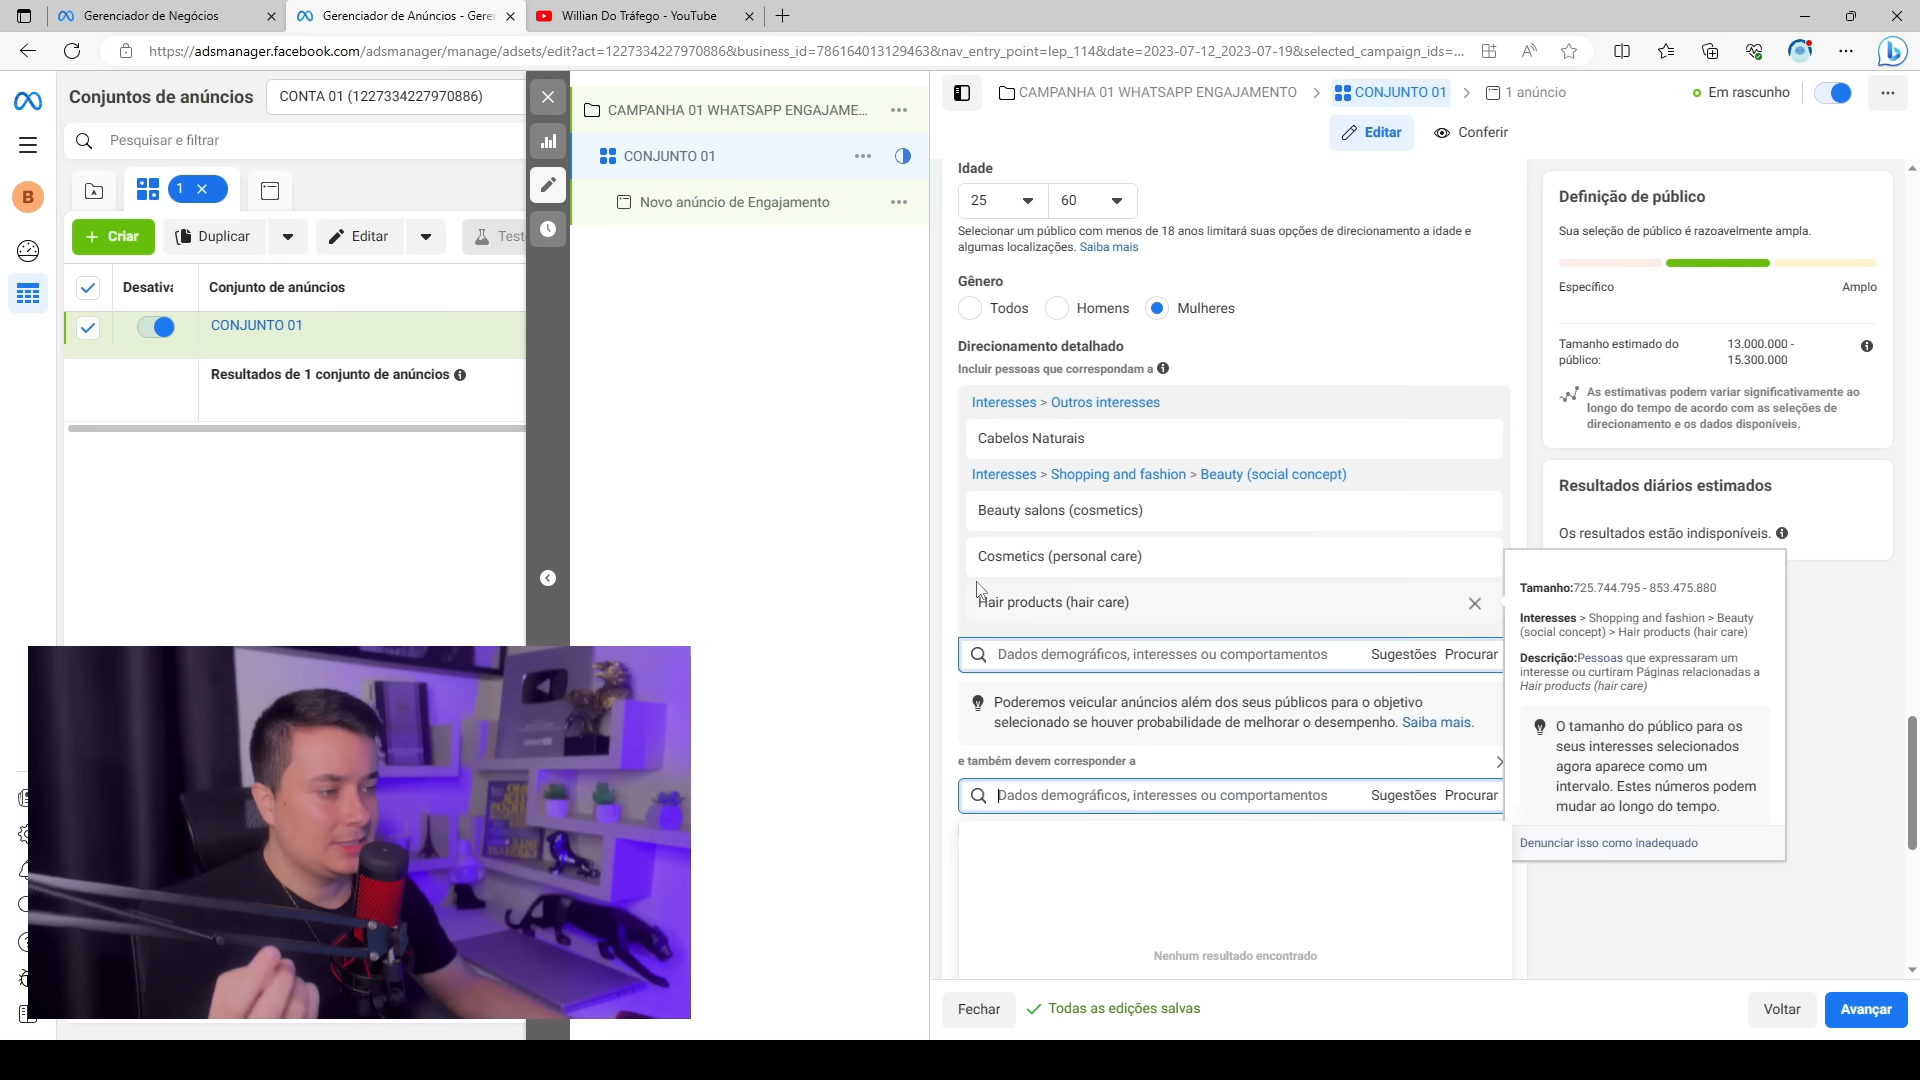 Gerenciador de Negócios
Gerenciador de Anúncios - Geren
Willian Do Tráfego - YouTube
https://adsmanager.facebook.com/adsmanager/manage/adsets/edit?act=1227334227970886&business_id=786164013129463&nav_entry_point=lep_114&date=2023-07-12_2023-07-19&selected_campaign_ids=...
Conjuntos de anúncios
CONTA 01 (1227334227970886)
Pesquisar e filtrar
1
B
+ Criar
Duplicar
Editar
Teste
Desativa
Conjunto de anúncios
CONJUNTO 01
Resultados de 1 conjunto de anúncios
CAMPANHA 01 WHATSAPP ENGAJAME...
CONJUNTO 01
Novo anúncio de Engajamento
CAMPANHA 01 WHATSAPP ENGAJAMENTO > CONJUNTO 01 > 1 anúncio
Em rascunho
Editar
Conferir
Idade
25
60
Selecionar um público com menos de 18 anos limitará suas opções de direcionamento a idade e
algumas localizações. Saiba mais
Gênero
Todos
Homens
Mulheres
Direcionamento detalhado
Incluir pessoas que correspondam a
Interesses > Outros interesses
Cabelos Naturais
Interesses > Shopping and fashion > Beauty (social concept)
Beauty salons (cosmetics)
Cosmetics (personal care)
Hair products (hair care)
Dados demográficos, interesses ou comportamentos
Sugestões
Procurar
Poderemos veicular anúncios além dos seus públicos para o objetivo
selecionado se houver probabilidade de melhorar o desempenho. Saiba mais.
e também devem corresponder a
Dados demográficos, interesses ou comportamentos
Sugestões
Procurar
Nenhum resultado encontrado
Definição de público
Sua seleção de público é razoavelmente ampla.
Específico
Amplo
Tamanho estimado do
público:
13.000.000 -
15.300.000
As estimativas podem variar significativamente ao
longo do tempo de acordo com as seleções de
direcionamento e os dados disponíveis.
Resultados diários estimados
Os resultados estão indisponíveis.
Tamanho:725.744.795 - 853.475.880
Interesses > Shopping and fashion > Beauty
(social concept) > Hair products (hair care)
Descrição:Pessoas que expressaram um
interesse ou curtiram Páginas relacionadas a
Hair products (hair care)
O tamanho do público para os
seus interesses selecionados
agora aparece como um
intervalo. Estes números podem
mudar ao longo do tempo.
Denunciar isso como inadequado
Fechar
Todas as edições salvas
Voltar
Avançar